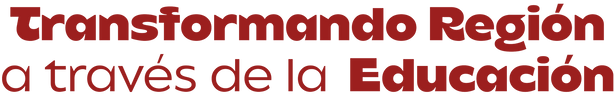 Transformando Región
a través de la Educación